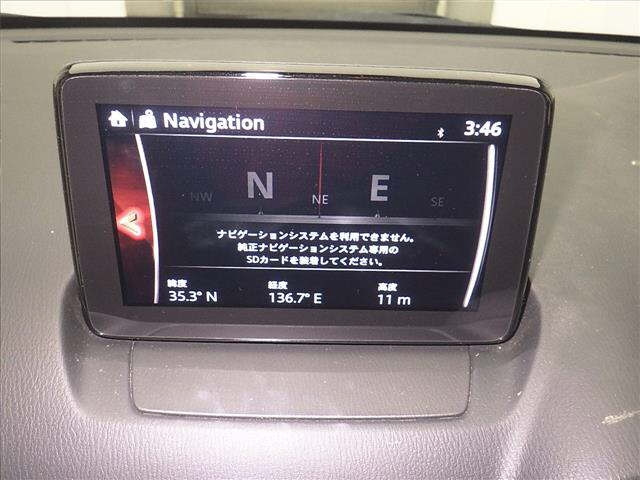 Navigation
3:46
NW N NE E SE
ナビゲーションシステムを利用できません。
純正ナビゲーションシステム専用の
SDカードを装着してください。
緯度 経度 高度
35.3° N 136.7° E 11 m